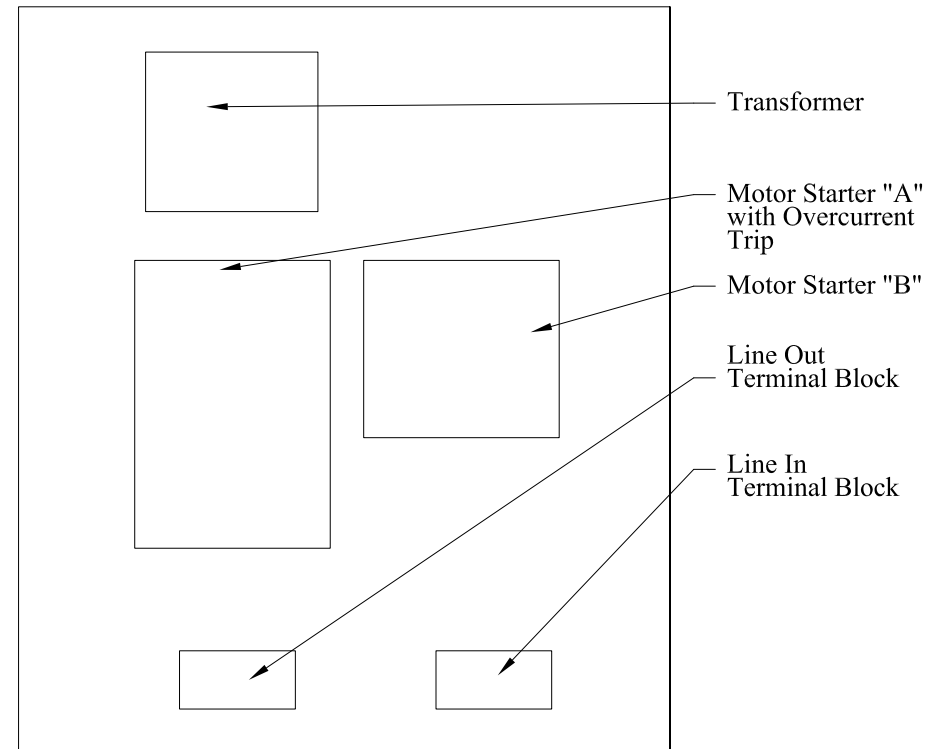 Transformer
Motor Starter "A"
with Overcurrent
Trip
Motor Starter "B"
Line Out
Terminal Block
Line In
Terminal Block